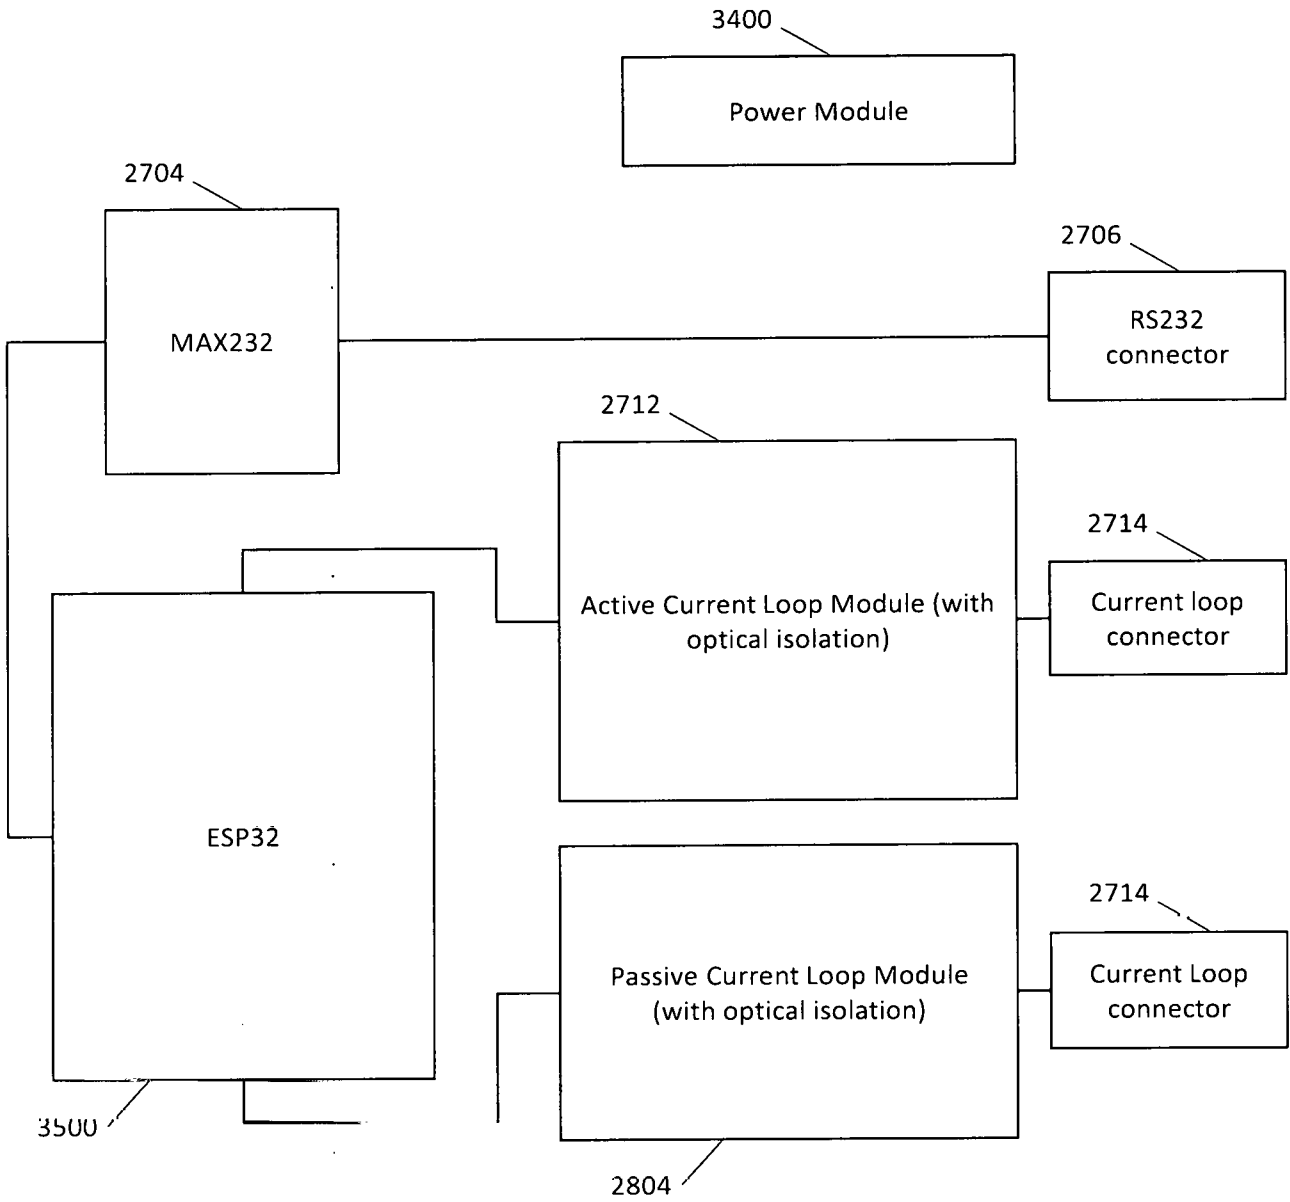 3400
Power Module
2704
MAX232
2706
RS232
connector
2712
Active Current Loop Module (with
optical isolation)
2714
Current loop
connector
ESP32
3500
Passive Current Loop Module
(with optical isolation)
2804
2714
Current Loop
connector